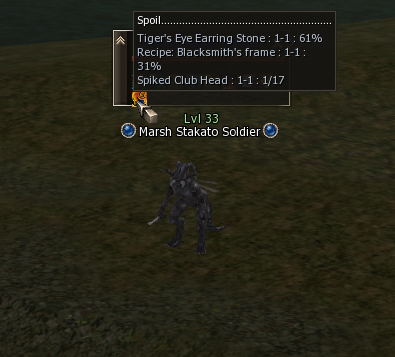 Spoil.......................................................
Tiger's Eye Earring Stone : 1-1 : 61%
Recipe: Blacksmith's frame : 1-1 :
31%
Spiked Club Head : 1-1 : 1/17
Lvl 33
Marsh Stakato Soldier